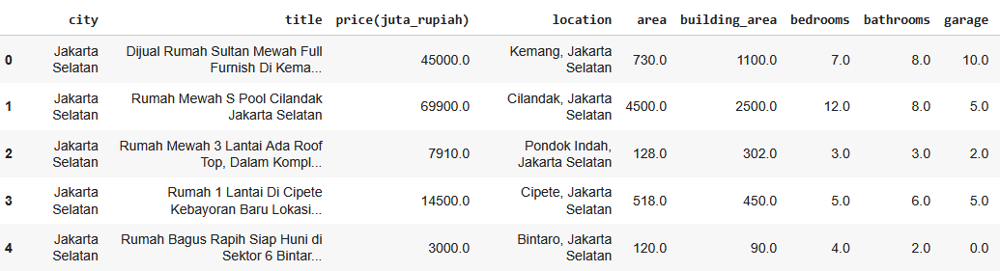 city title price(juta_rupiah) location area building_area bedrooms bathrooms garage
0 Jakarta Selatan Dijual Rumah Sultan Mewah Full Furnish Di Kema... 45000.0 Kemang, Jakarta Selatan 730.0 1100.0 7.0 8.0 10.0
1 Jakarta Selatan Rumah Mewah S Pool Cilandak Jakarta Selatan 69900.0 Cilandak, Jakarta Selatan 4500.0 2500.0 12.0 8.0 5.0
2 Jakarta Selatan Rumah Mewah 3 Lantai Ada Roof Top, Dalam Kompl... 7910.0 Pondok Indah, Jakarta Selatan 128.0 302.0 3.0 3.0 2.0
3 Jakarta Selatan Rumah 1 Lantai Di Cipete Kebayoran Baru Lokasi... 14500.0 Cipete, Jakarta Selatan 518.0 450.0 5.0 6.0 5.0
4 Jakarta Selatan Rumah Bagus Rapih Siap Huni di Sektor 6 Bintar... 3000.0 Bintaro, Jakarta Selatan 120.0 90.0 4.0 2.0 0.0